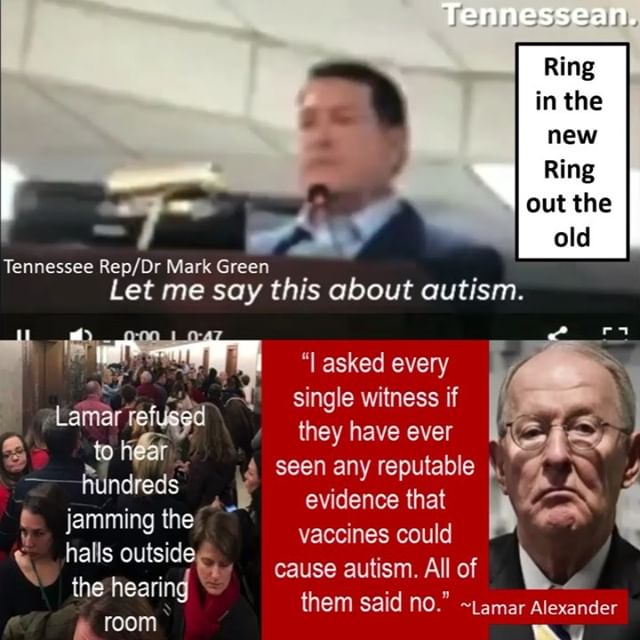 Tennessean.
Ring
in the
new
Ring
out the
old
Tennessee Rep/Dr Mark Green
Let me say this about autism.
0:00 | 0:47
Lamar refused
to hear
hundreds
jamming the
halls outside
the hearing
room
“I asked every
single witness if
they have ever
seen any reputable
evidence that
vaccines could
cause autism. All of
them said no.” ~Lamar Alexander